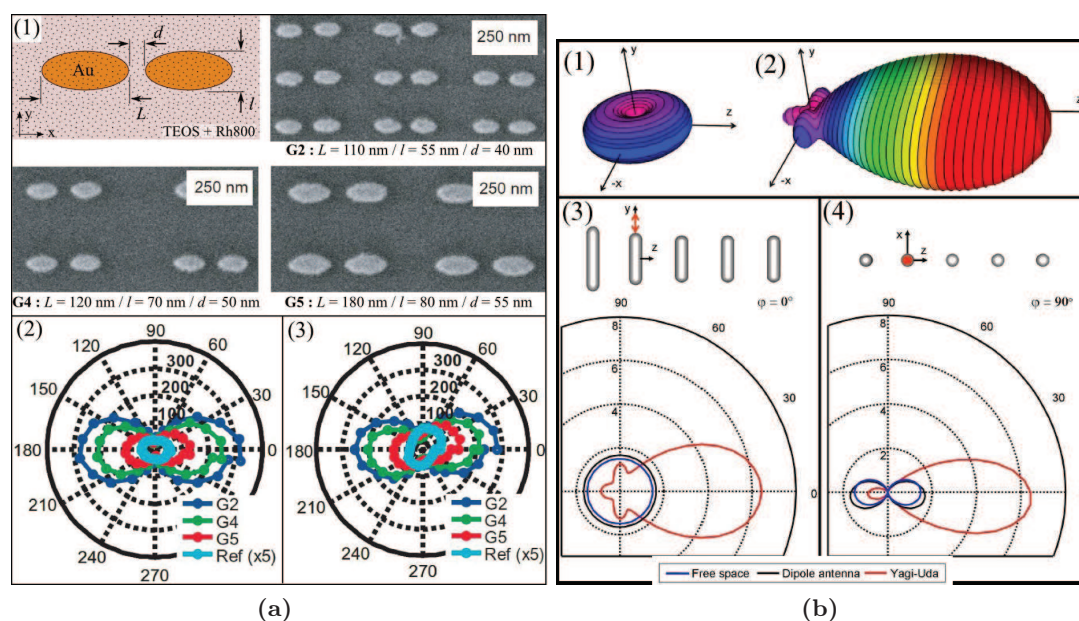 (1)
d
Au
l
L
y
x
TEOS + Rh800
250 nm
G2 : L = 110 nm / l = 55 nm / d = 40 nm
250 nm
G4 : L = 120 nm / l = 70 nm / d = 50 nm
250 nm
G5 : L = 180 nm / l = 80 nm / d = 55 nm
(2)
90
120
60
300
150
200
30
100
180
0
210
240
270
G2
G4
G5
Ref (x5)
(3)
90
120
60
300
150
200
30
100
180
0
210
240
270
G2
G4
G5
Ref (x5)
(a)
(1)
y
z
-x
(2)
y
z
-x
(3)
y
z
φ = 0°
90
8
60
6
4
30
2
0
(4)
x
z
φ = 90°
90
8
60
6
4
30
2
0
Free space
Dipole antenna
Yagi-Uda
(b)